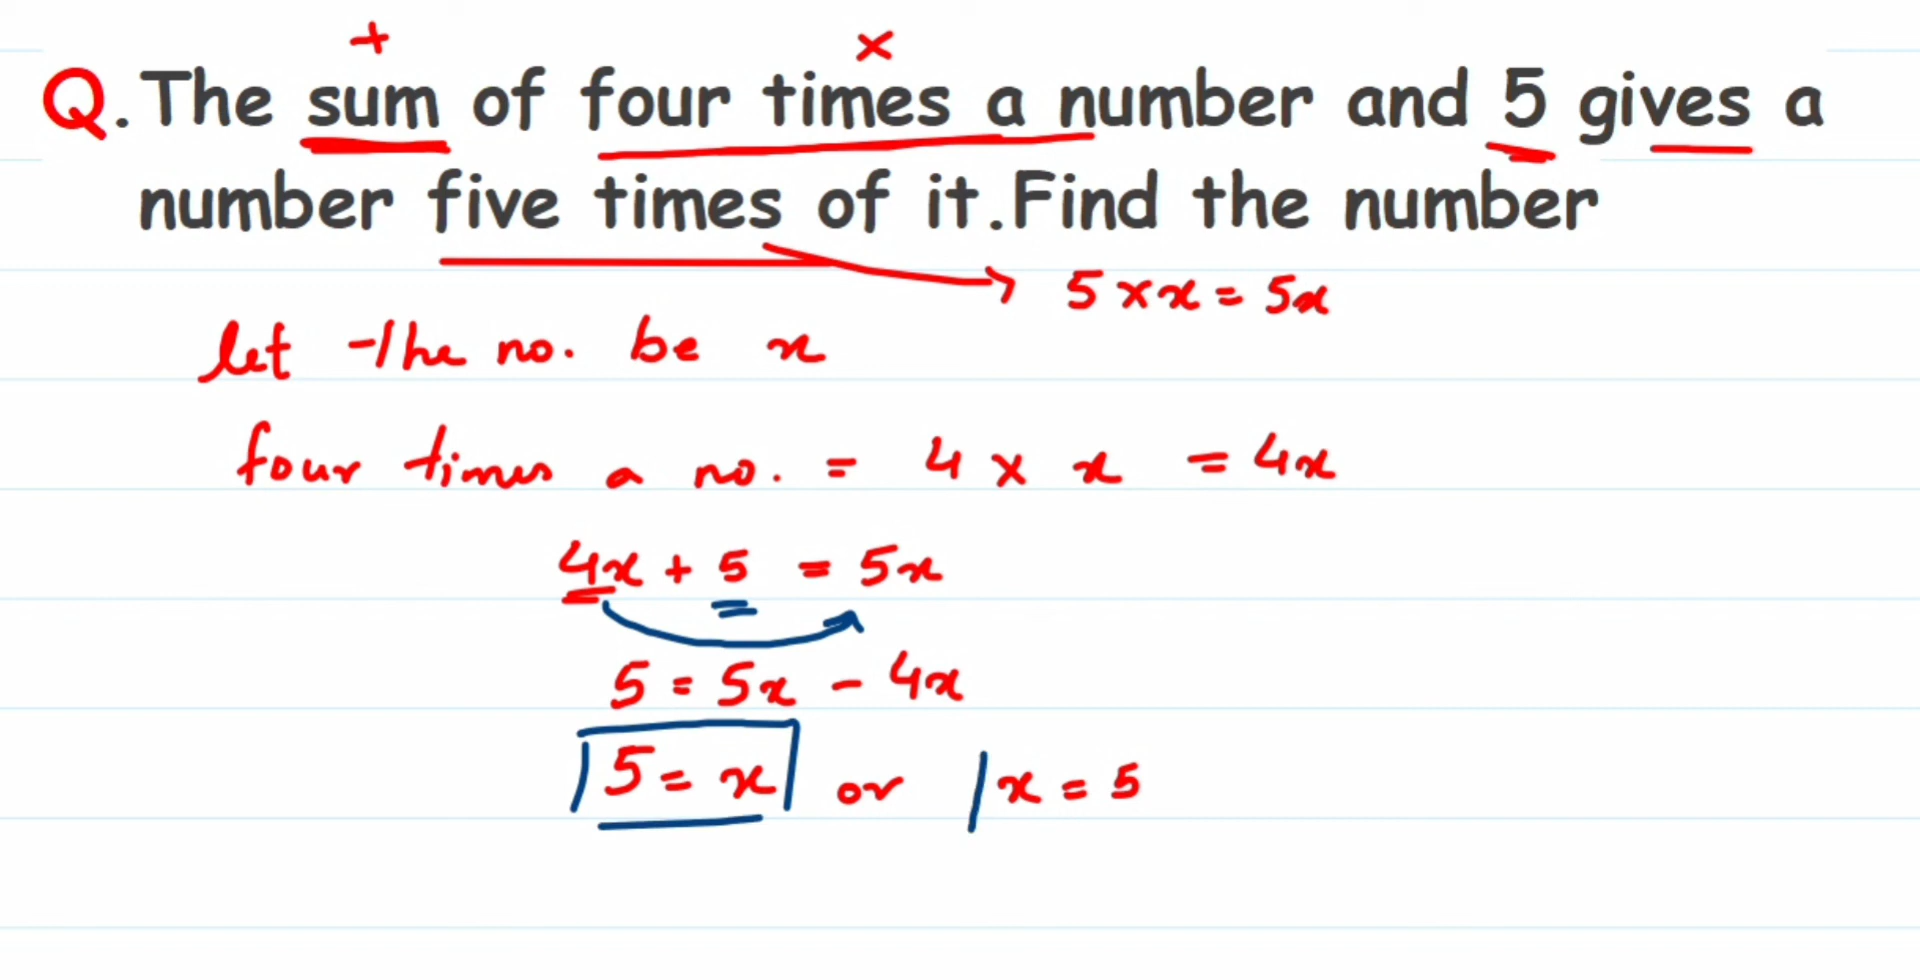 + ×
Q. The sum of four times a number and 5 gives a
number five times of it. Find the number
5 × x = 5x
let the no. be x
four times a no. = 4 × x = 4x
4x + 5 = 5x
5 = 5x - 4x
5 = x or x = 5